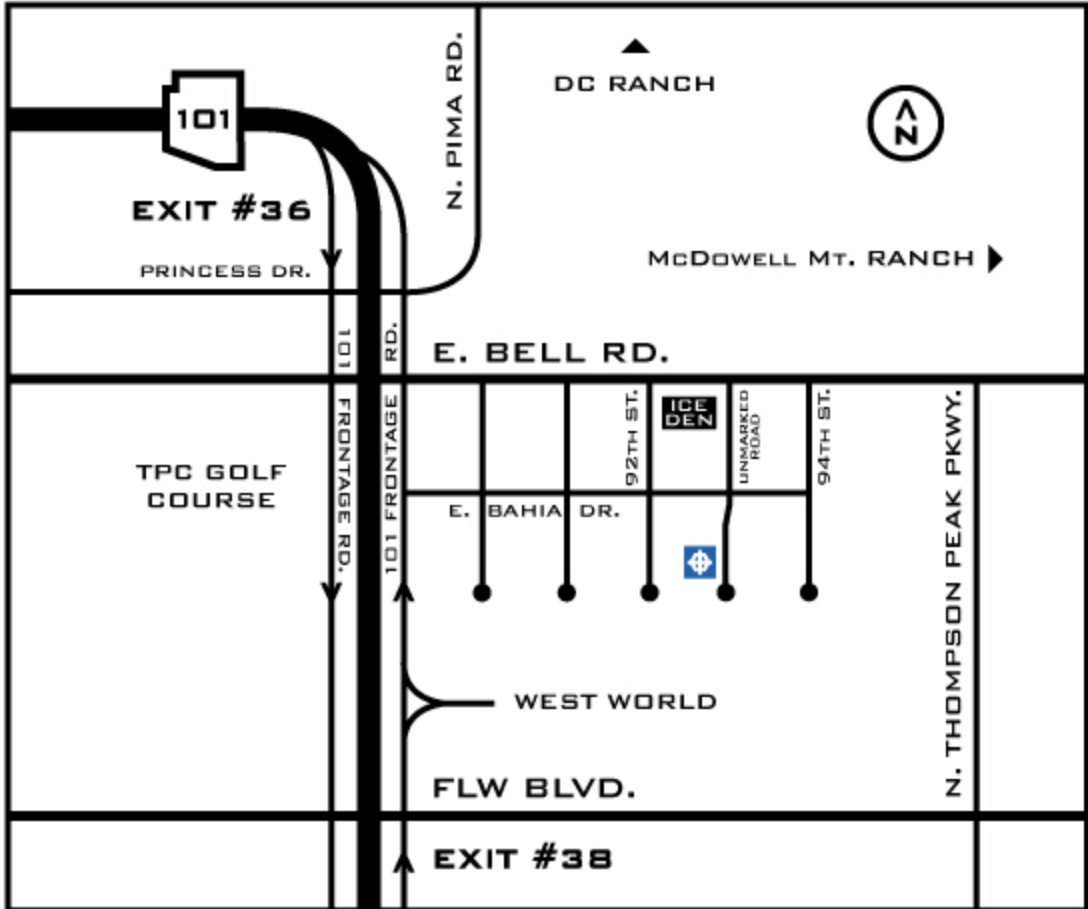 N. PIMA RD.
DC RANCH
101
N
EXIT #36
McDOWELL MT. RANCH
PRINCESS DR.
101 FRONTAGE RD.
101 FRONTAGE RD.
E. BELL RD.
TPC GOLF
COURSE
92TH ST.
ICE
DEN
UNMARKED
ROAD
94TH ST.
N. THOMPSON PEAK PKWY.
E. BAHIA DR.
WEST WORLD
FLW BLVD.
EXIT #38